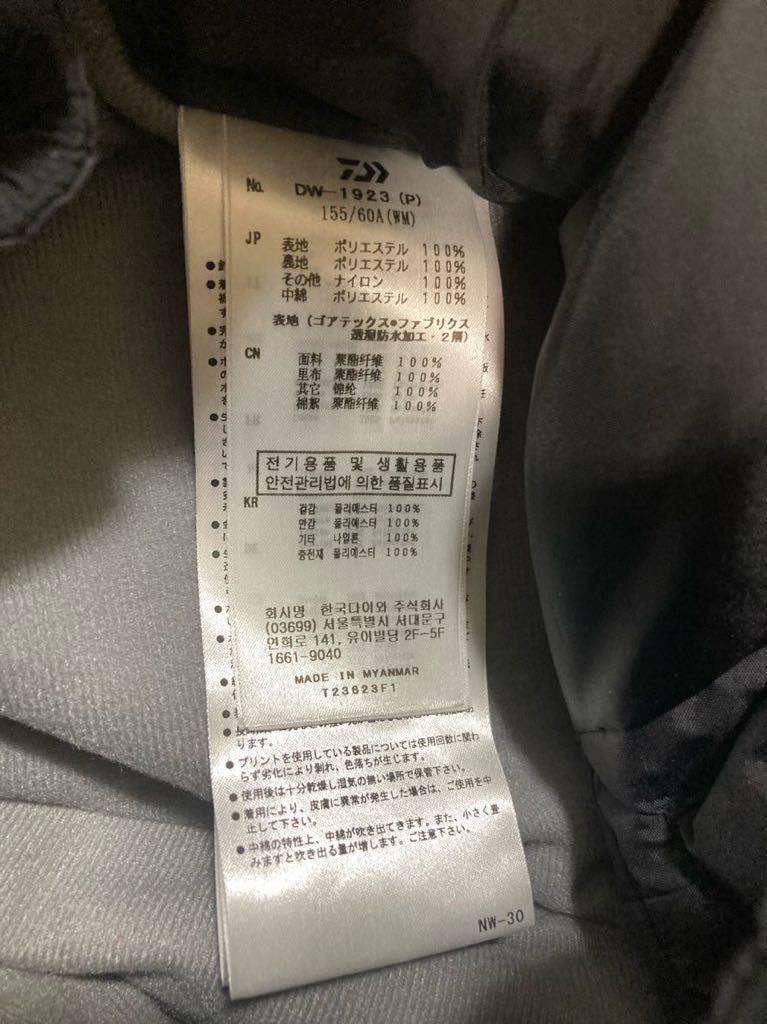 No. DW-1923 (P)
155/60A(WM)
JP
表地 ポリエステル 100%
裏地 ポリエステル 100%
その他 ナイロン 100%
中綿 ポリエステル 100%
表地(ゴアテックス®ファブリクス
透湿防水加工・2層)
CN
面料 聚酯纤维 100%
里布 聚酯纤维 100%
其它 锦纶 100%
棉絮 聚酯纤维 100%
전기용품 및 생활용품
안전관리법에 의한 품질표시
KR
겉감 폴리에스터 100%
안감 폴리에스터 100%
기타 나일론 100%
충전재 폴리에스터 100%
회사명 한국다이와 주식회사
(03699) 서울특별시 서대문구
연희로 141, 유이빌딩 2F-5F
1661-9040
MADE IN MYANMAR
T23623F1
ります。
●プリントを使用している製品については使用回数に関わ
らず劣化により剥れ、色落ちが生じます。
●使用後は十分乾燥し湿気の無い場所で保管下さい。
●着用により、皮膚に異常が発生した場合は、ご使用を中
止して下さい。
●中綿の特性上、中綿が吹き出てきます。また、小さく畳
みますと吹き出る量が増します。ご注意下さい。
NW-30